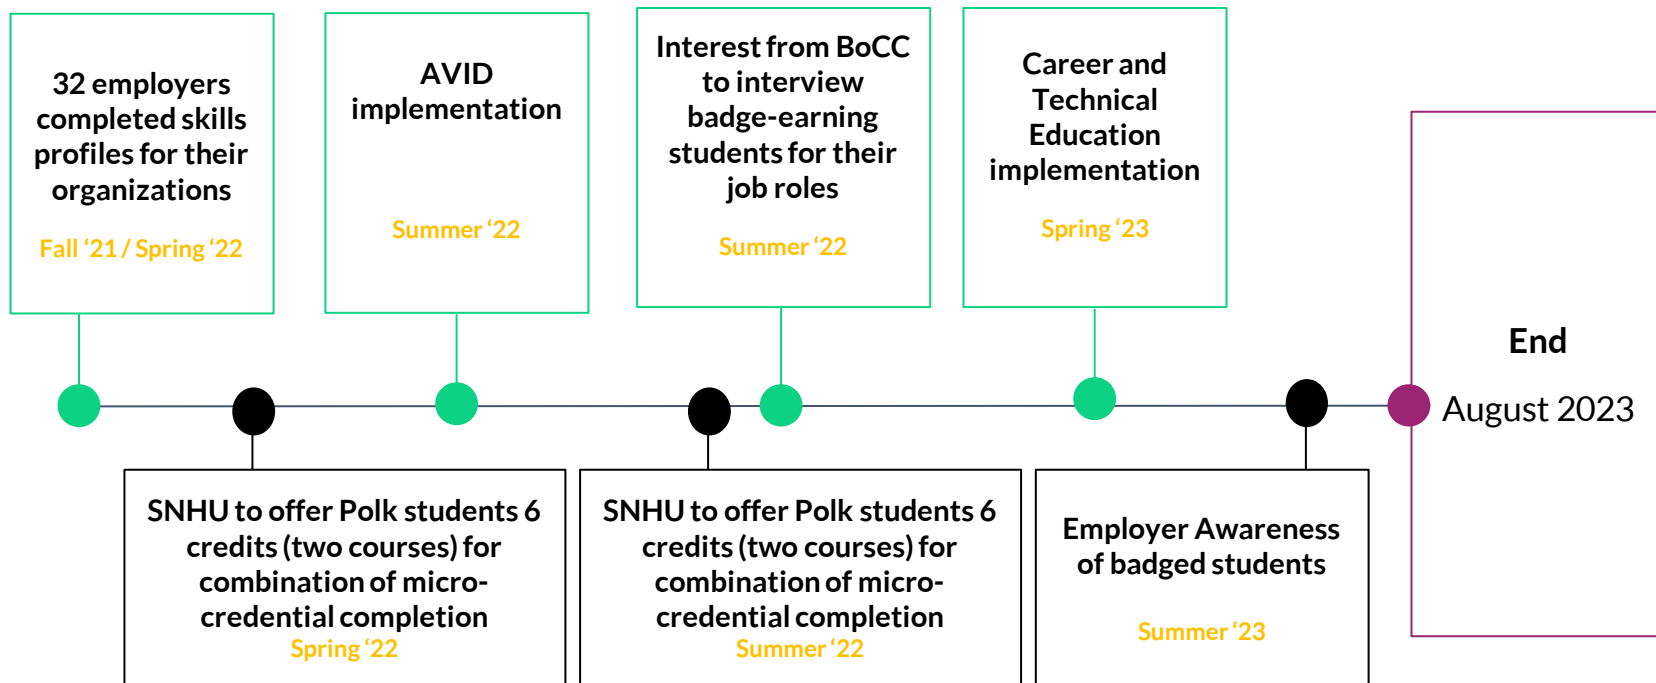 32 employers
completed skills
profiles for their
organizations
Fall ‘21 / Spring ‘22
AVID
implementation
Summer ‘22
Interest from BoCC
to interview
badge-earning
students for their
job roles
Summer ‘22
Career and
Technical
Education
implementation
Spring ‘23
End
August 2023
SNHU to offer Polk students 6
credits (two courses) for
combination of micro-
credential completion
Spring ‘22
SNHU to offer Polk students 6
credits (two courses) for
combination of micro-
credential completion
Summer ‘22
Employer Awareness
of badged students
Summer ‘23